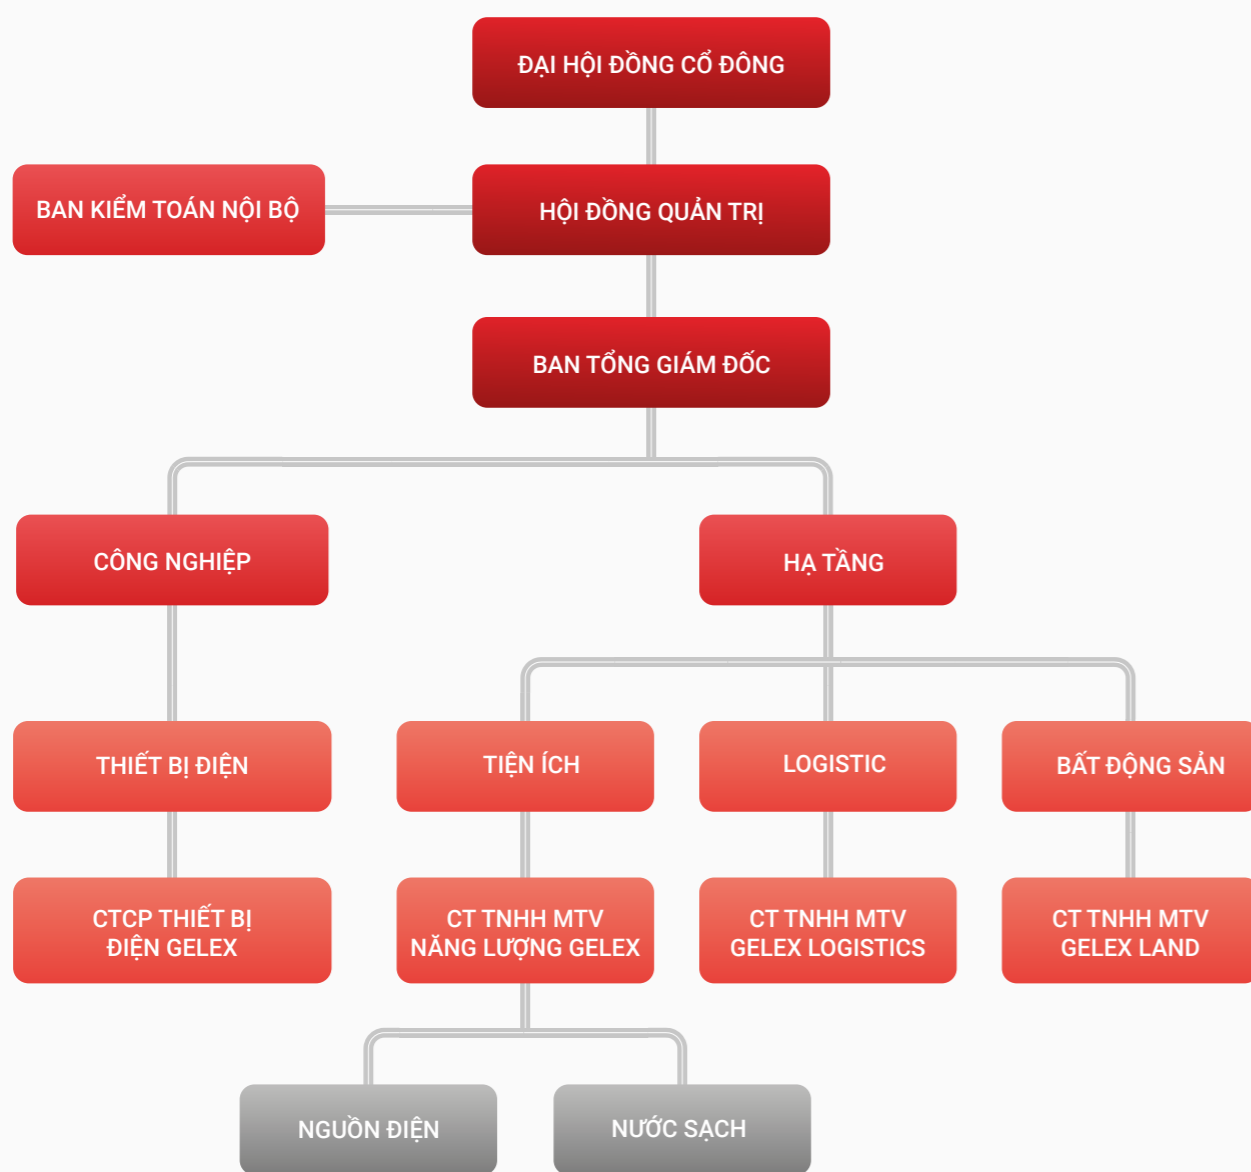 ĐẠI HỘI ĐỒNG CỔ ĐÔNG
BAN KIỂM TOÁN NỘI BỘ
HỘI ĐỒNG QUẢN TRỊ
BAN TỔNG GIÁM ĐỐC
CÔNG NGHIỆP
HẠ TẦNG
THIẾT BỊ ĐIỆN
TIỆN ÍCH
LOGISTIC
BẤT ĐỘNG SẢN
CTCP THIẾT BỊ
ĐIỆN GELEX
CT TNHH MTV
NĂNG LƯỢNG GELEX
CT TNHH MTV
GELEX LOGISTICS
CT TNHH MTV
GELEX LAND
NGUỒN ĐIỆN
NƯỚC SẠCH